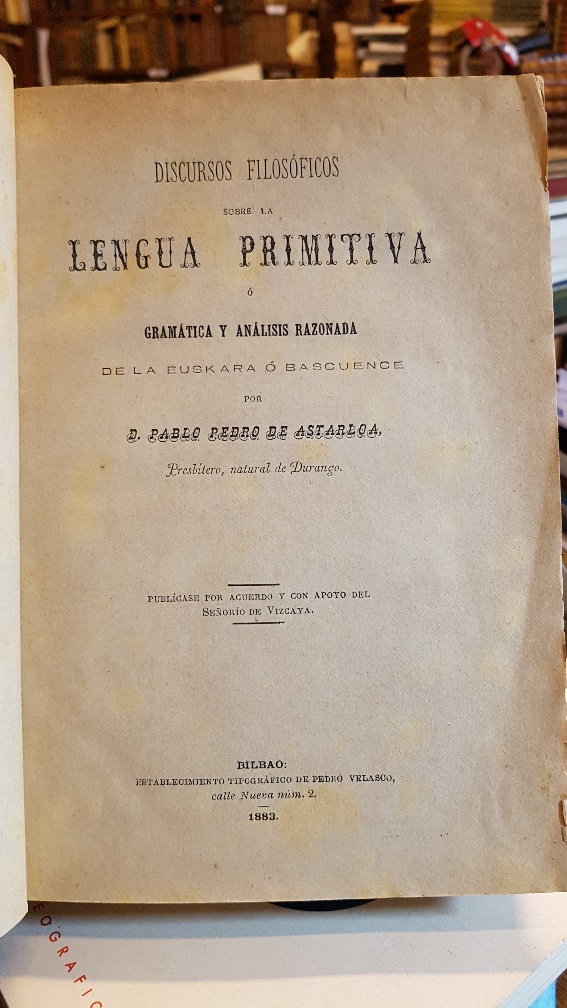 DISCURSOS FILOSÓFICOS
SOBRE LA
LENGUA PRIMITIVA
Ó
GRAMÁTICA Y ANÁLISIS RAZONADA
DE LA EUSKARA Ó BASCUENCE
POR
D. PABLO PEDRO DE ASTARLOA,
Presbítero, natural de Durango.
PUBLÍCASE POR ACUERDO Y CON APOYO DEL
SEÑORÍO DE VIZCAYA.
BILBAO:
ESTABLECIMIENTO TIPOGRÁFICO DE PEDRO VELASCO,
calle Nueva núm. 2.
1883.
EOGRAFIC